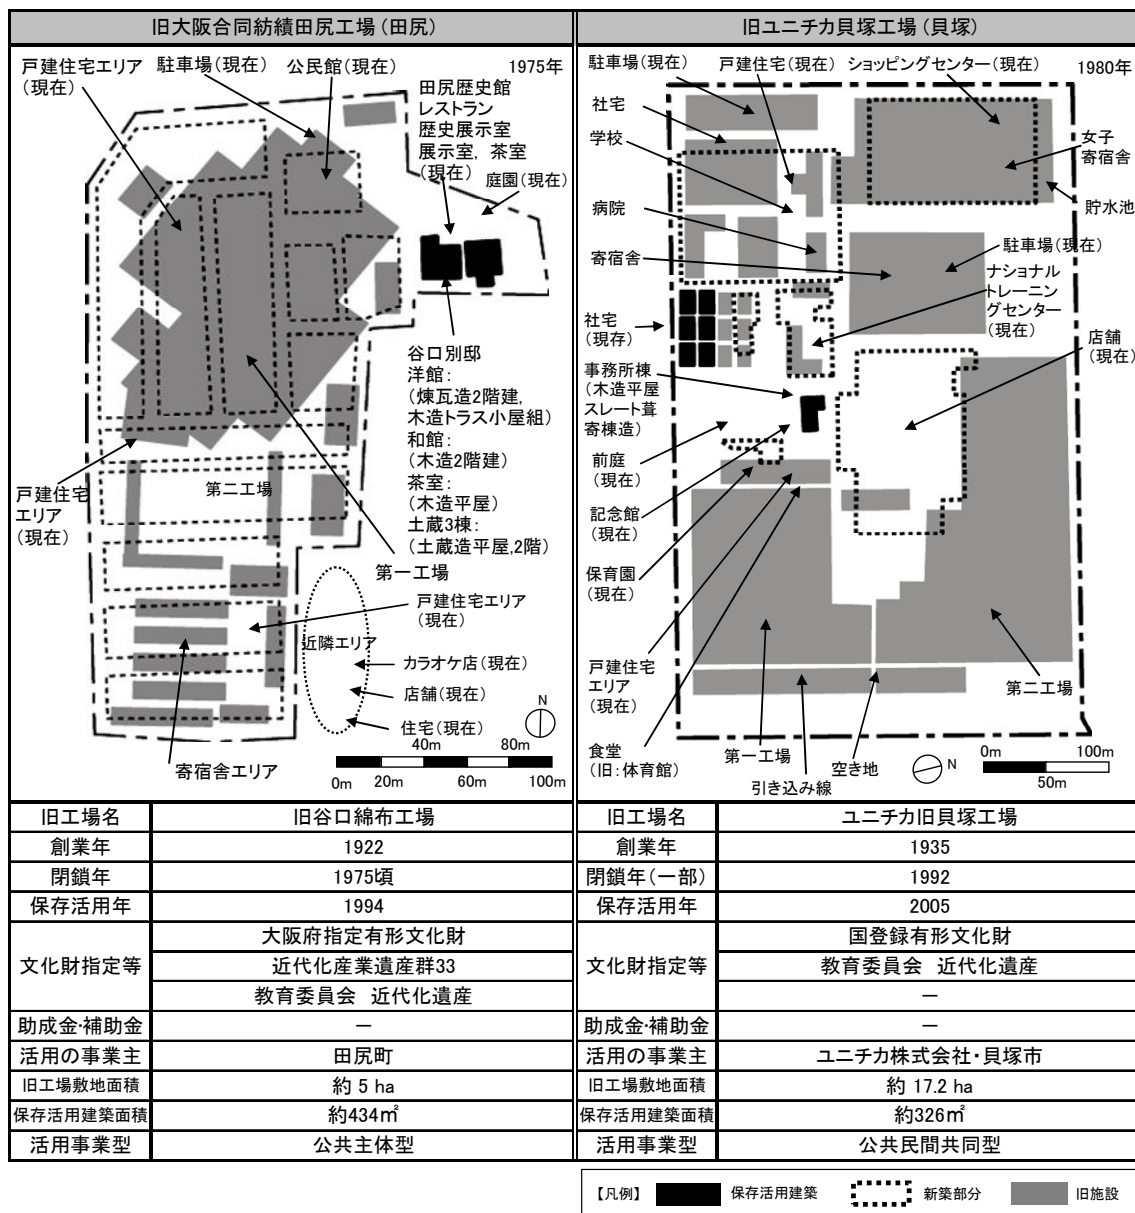 旧大阪合同紡績田尻工場 (田尻)
戸建住宅エリア
(現在)
駐車場(現在)
公民館(現在)
1975年
田尻歴史館
レストラン
歴史展示室
展示室, 茶室
(現在)
庭園(現在)
谷口別邸
洋館:
(煉瓦造2階建,
木造トラス小屋組)
和館:
(木造2階建)
茶室:
(木造平屋)
土蔵3棟:
(土蔵造平屋,2階)
戸建住宅
エリア
(現在)
第二工場
第一工場
戸建住宅エリア
(現在)
近隣エリア
カラオケ店(現在)
店舗(現在)
住宅(現在)
寄宿舎エリア
N
40m
80m
0m
20m
60m
100m
旧ユニチカ貝塚工場 (貝塚)
駐車場(現在)
戸建住宅(現在)
ショッピングセンター(現在)
1980年
社宅
学校
女子
寄宿舎
病院
貯水池
寄宿舎
駐車場(現在)
ナショナル
トレーニン
グセンター
(現在)
社宅
(現存)
店舗
(現在)
事務所棟
(木造平屋
スレート葺
寄棟造)
前庭
(現在)
記念館
(現在)
保育園
(現在)
戸建住宅
エリア
(現在)
第二工場
食堂
(旧:体育館)
第一工場
引き込み線
空き地
N
0m
100m
50m
旧工場名 旧谷口綿布工場
創業年 1922
閉鎖年 1975頃
保存活用年 1994
文化財指定等
大阪府指定有形文化財
近代化産業遺産群33
教育委員会 近代化遺産
助成金・補助金 －
活用の事業主 田尻町
旧工場敷地面積 約 5 ha
保存活用建築面積 約434㎡
活用事業型 公共主体型
旧工場名 ユニチカ旧貝塚工場
創業年 1935
閉鎖年(一部) 1992
保存活用年 2005
文化財指定等
国登録有形文化財
教育委員会 近代化遺産
－
助成金・補助金 －
活用の事業主 ユニチカ株式会社・貝塚市
旧工場敷地面積 約 17.2 ha
保存活用建築面積 約326㎡
活用事業型 公共民間共同型
【凡例】 保存活用建築 新築部分 旧施設